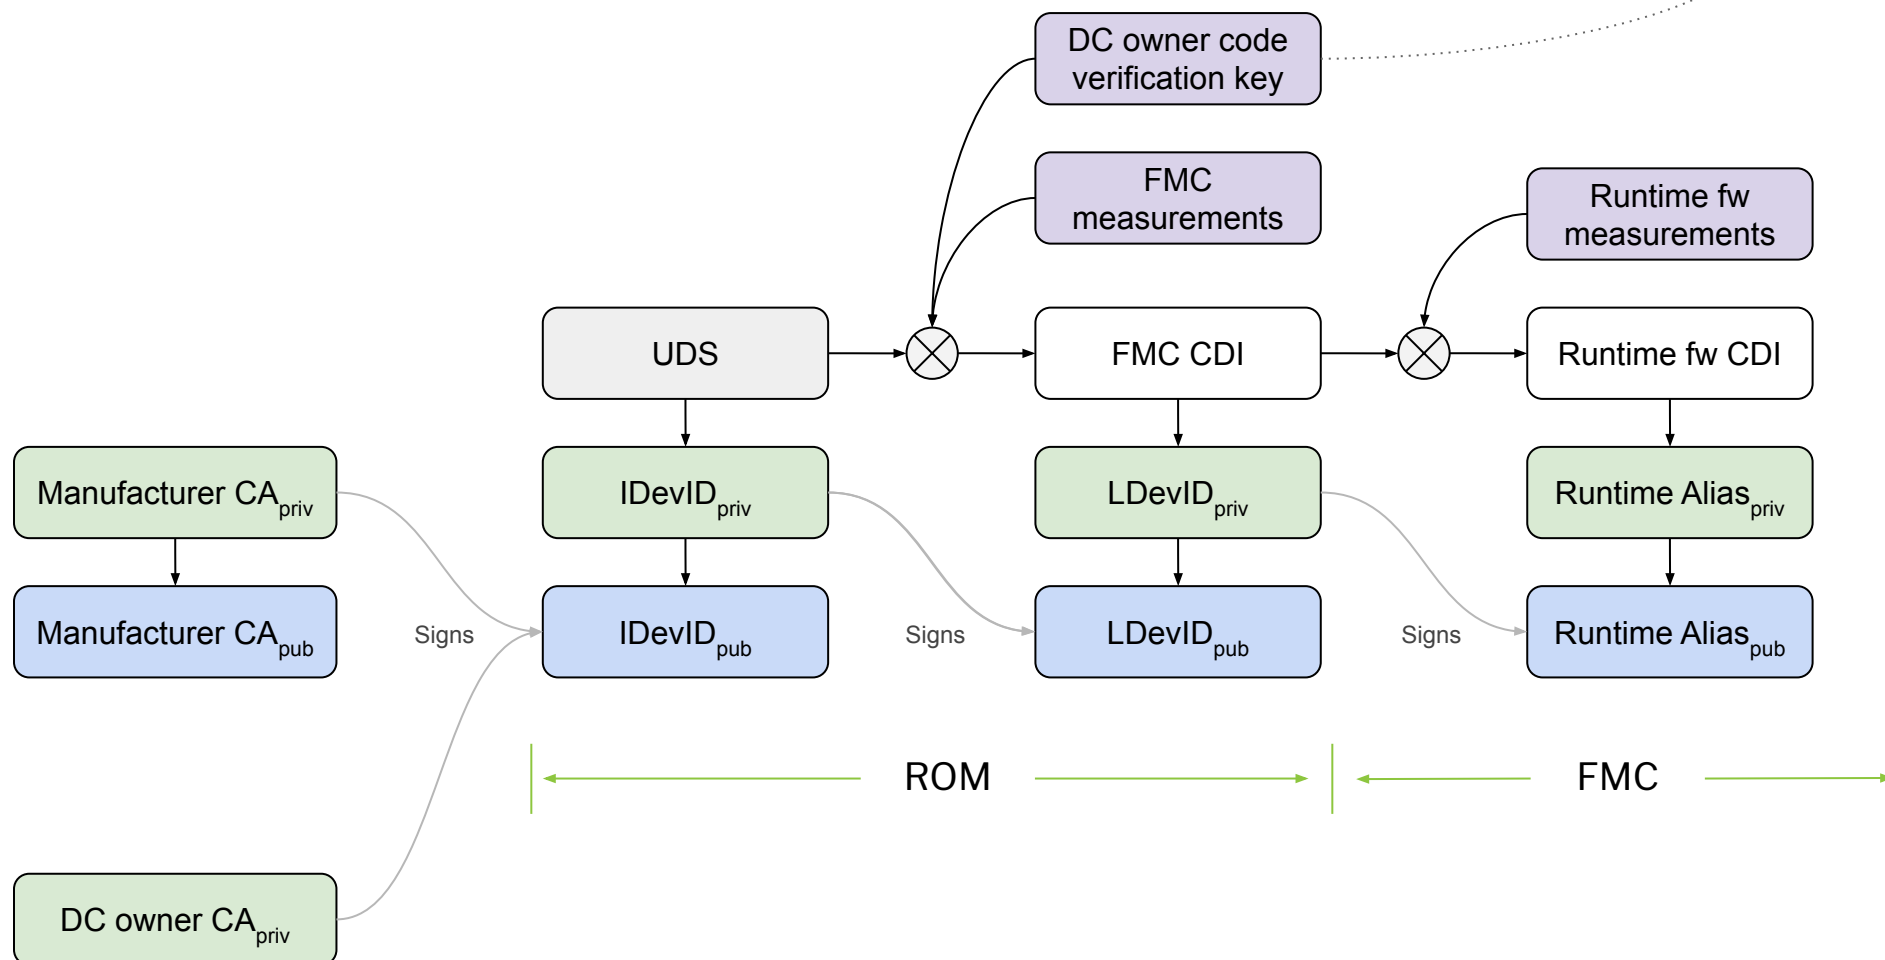 DC owner code
verification key
FMC
measurements
Runtime fw
measurements
UDS
FMC CDI
Runtime fw CDI
Manufacturer CApriv
IDevIDpriv
LDevIDpriv
Runtime Aliaspriv
Manufacturer CApub
Signs
IDevIDpub
Signs
LDevIDpub
Signs
Runtime Aliaspub
ROM
FMC
DC owner CApriv